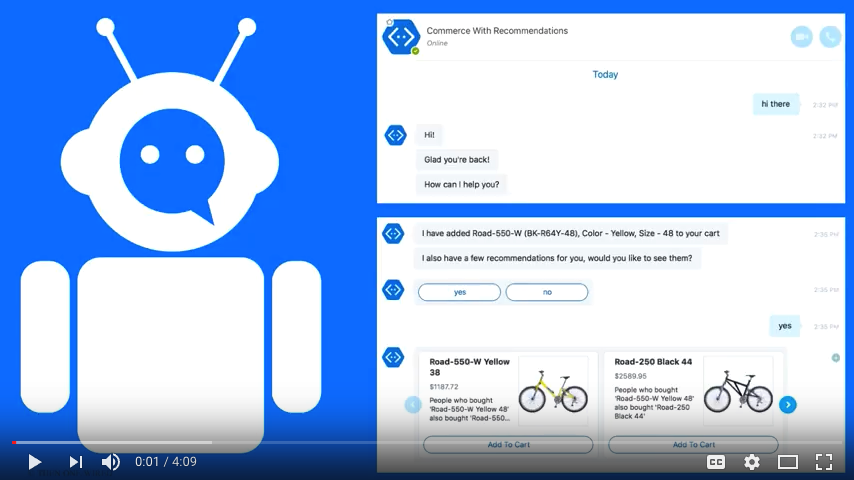 Commerce With Recommendations
Online
Today
hi there
2:32 PM
Hi!
2:32 PM
Glad you're back!
How can I help you?
I have added Road-550-W (BK-R64Y-48), Color - Yellow, Size - 48 to your cart
2:35 PM
I also have a few recommendations for you, would you like to see them?
yes
no
2:35 PM
yes
2:35 PM
Road-550-W Yellow
38
$1187.72
People who bought
'Road-550-W Yellow 48'
also bought 'Road-550...
Add To Cart
Road-250 Black 44
$2589.95
People who bought
'Road-550-W Yellow 48'
also bought 'Road-250
Black 44'
Add To Cart
0:01 / 4:09
CC